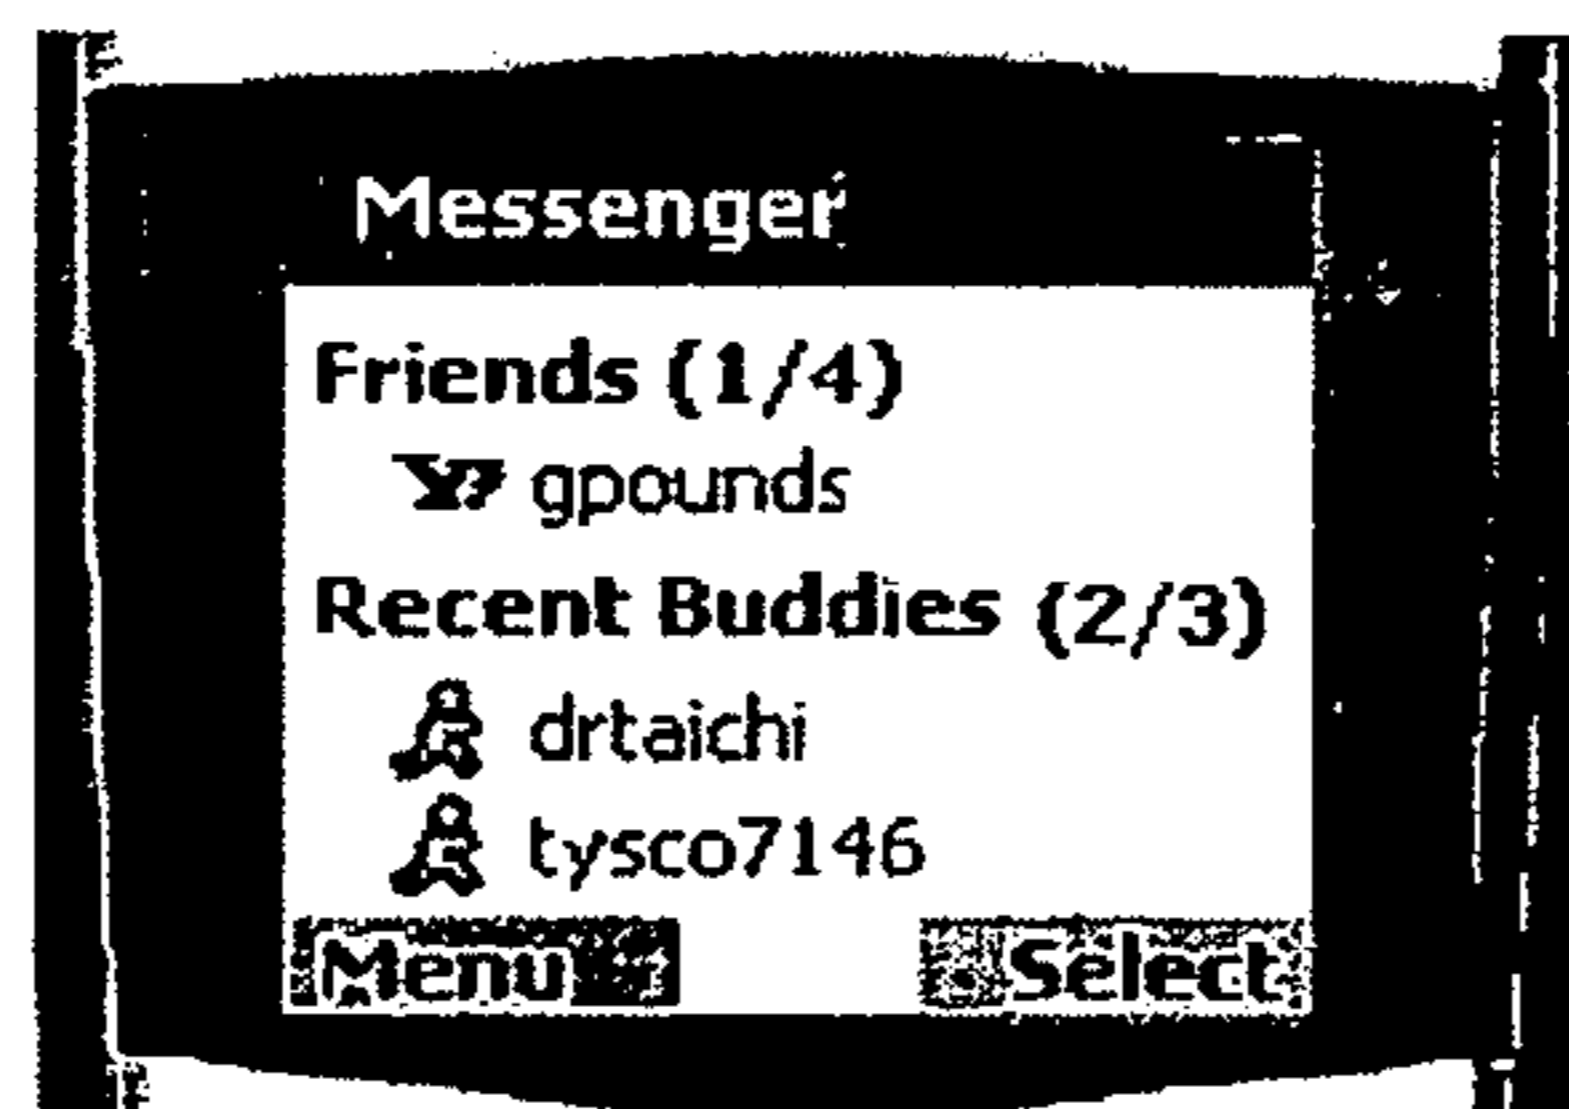 Messenger
Friends (1/4)
gpounds
Recent Buddies (2/3)
drtaichi
tysco7146
Menu Select